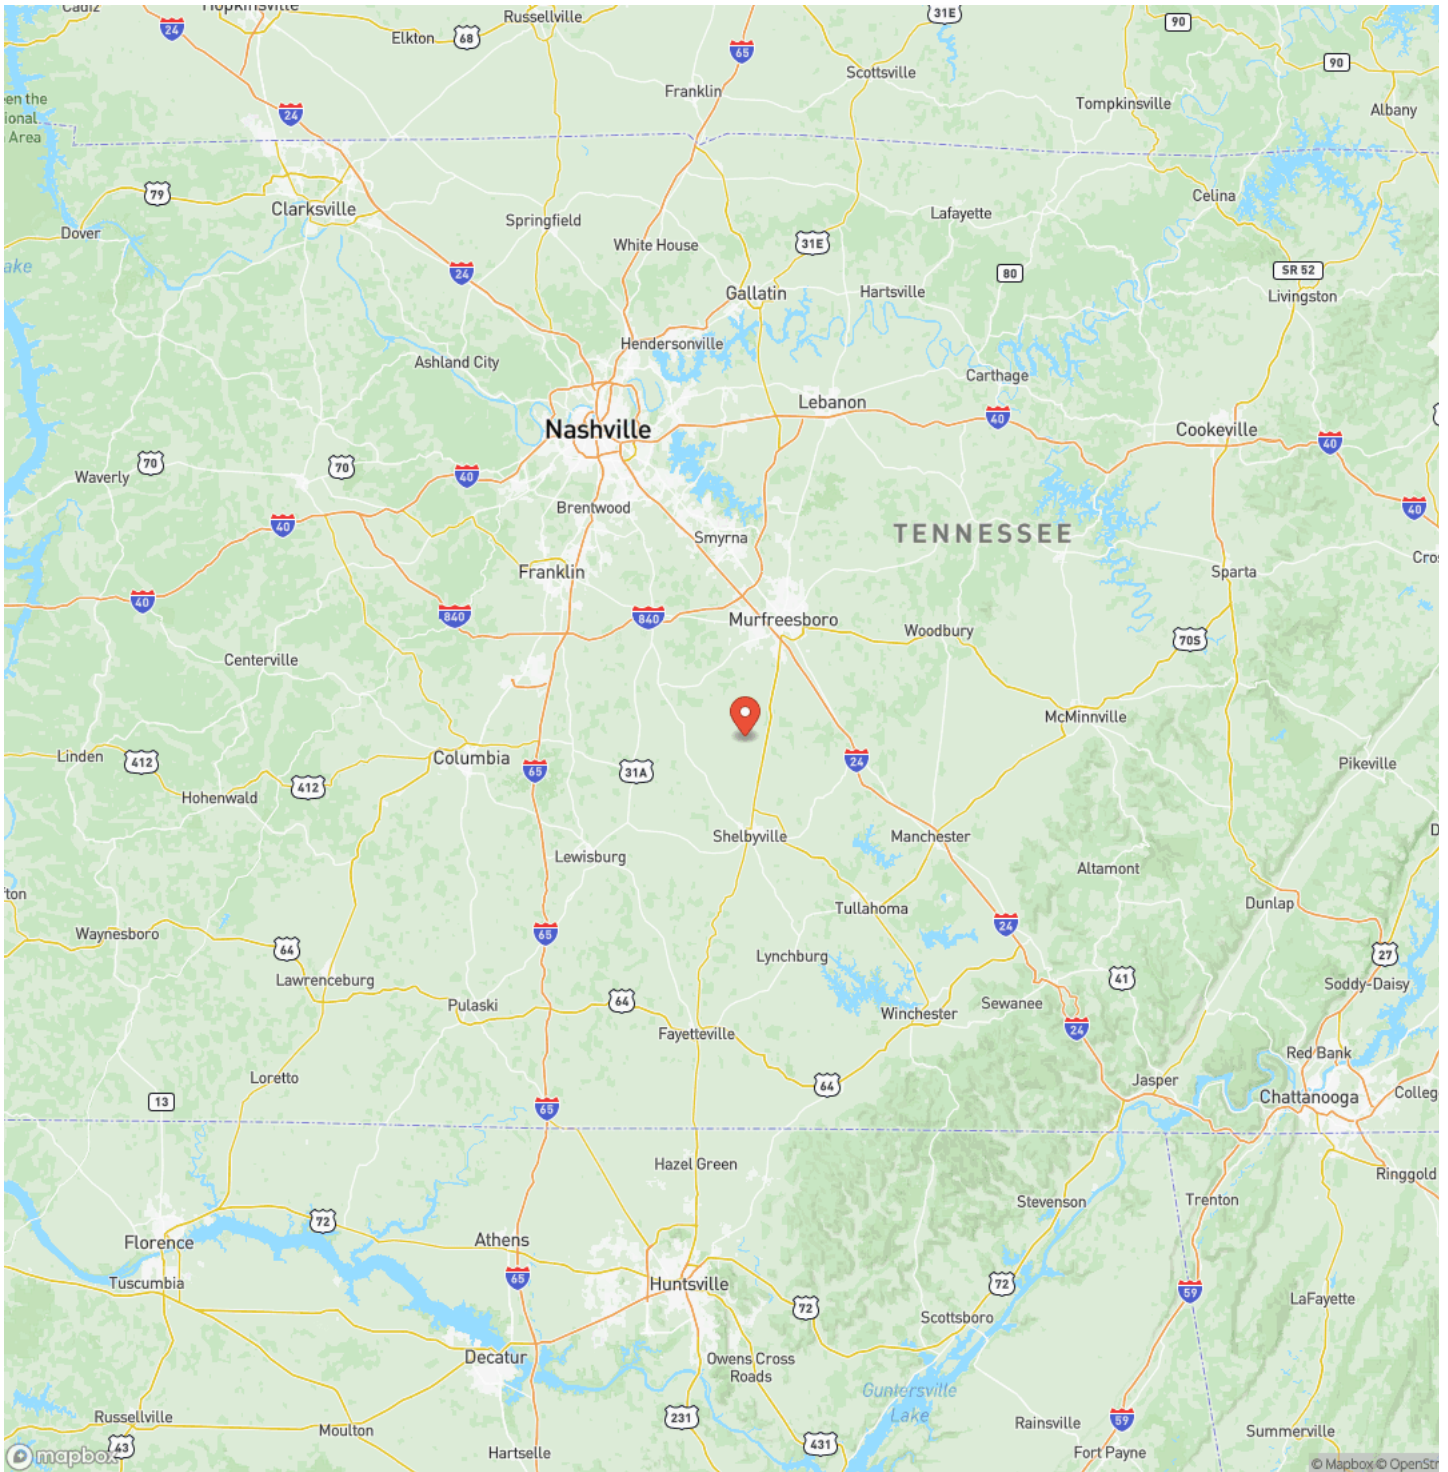 Cadiz
Hopkinsville
Russellville
31E
90
24
Elkton
68
65
90
Scottsville
Franklin
Tompkinsville
Albany
en the
ional
Area
24
79
Clarksville
Springfield
Lafayette
Celina
Dover
White House
31E
ake
24
80
SR 52
Gallatin
Hartsville
Livingston
Hendersonville
Ashland City
Carthage
Lebanon
40
Nashville
Cookeville
40
70
70
Waverly
40
40
Brentwood
40
Smyrna
TENNESSEE
Cros
Franklin
Sparta
40
840
840
Murfreesboro
Woodbury
70S
Centerville
McMinnville
Linden
412
Columbia
65
31A
24
Pikeville
412
Hohenwald
Shelbyville
Manchester
D
Lewisburg
Altamont
fton
Tullahoma
Dunlap
Waynesboro
65
24
64
Lynchburg
27
Lawrenceburg
41
Soddy-Daisy
Pulaski
64
Sewanee
Winchester
24
Fayetteville
Red Bank
Loretto
64
Jasper
Chattanooga
Colleg
13
65
Hazel Green
Ringgold
Stevenson
Trenton
72
Florence
Athens
Tuscumbia
65
Huntsville
72
59
72
LaFayette
Scottsboro
Decatur
Owens Cross
Roads
Guntersville
Lake
Russellville
231
59
Rainsville
Moulton
Summerville
43
431
Hartselle
Fort Payne
mapbox
© Mapbox © OpenStr